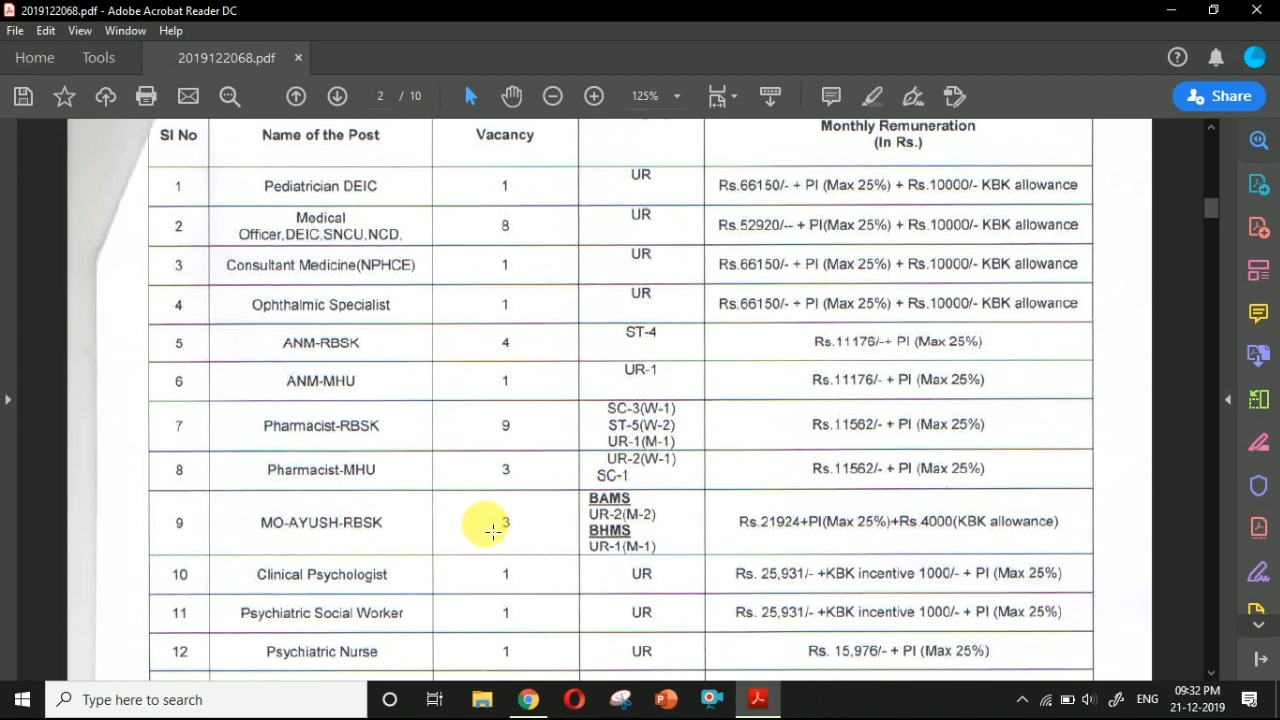 2019122068.pdf - Adobe Acrobat Reader DC
File Edit View Window Help
Home Tools 2019122068.pdf ×
2 / 10 125% Share
Sl No Name of the Post Vacancy Monthly Remuneration
(In Rs.)
1 Pediatrician DEIC 1 UR Rs.66150/- + PI (Max 25%) + Rs.10000/- KBK allowance
2 Medical
Officer,DEIC,SNCU,NCD, 8 UR Rs.52920/-- + PI(Max 25%) + Rs.10000/- KBK allowance
3 Consultant Medicine(NPHCE) 1 UR Rs.66150/- + PI (Max 25%) + Rs.10000/- KBK allowance
4 Ophthalmic Specialist 1 UR Rs.66150/- + PI (Max 25%) + Rs.10000/- KBK allowance
5 ANM-RBSK 4 ST-4 Rs.11176/-+ PI (Max 25%)
6 ANM-MHU 1 UR-1 Rs.11176/- + PI (Max 25%)
7 Pharmacist-RBSK 9 SC-3(W-1)
ST-5(W-2)
UR-1(M-1) Rs.11562/- + PI (Max 25%)
8 Pharmacist-MHU 3 UR-2(W-1)
SC-1 Rs.11562/- + PI (Max 25%)
9 MO-AYUSH-RBSK 3 BAMS
UR-2(M-2)
BHMS
UR-1(M-1) Rs.21924+PI(Max 25%)+Rs.4000(KBK allowance)
10 Clinical Psychologist 1 UR Rs. 25,931/- +KBK incentive 1000/- + PI (Max 25%)
11 Psychiatric Social Worker 1 UR Rs. 25,931/- +KBK incentive 1000/- + PI (Max 25%)
12 Psychiatric Nurse 1 UR Rs. 15,976/- + PI (Max 25%)
Type here to search ENG 09:32 PM
21-12-2019